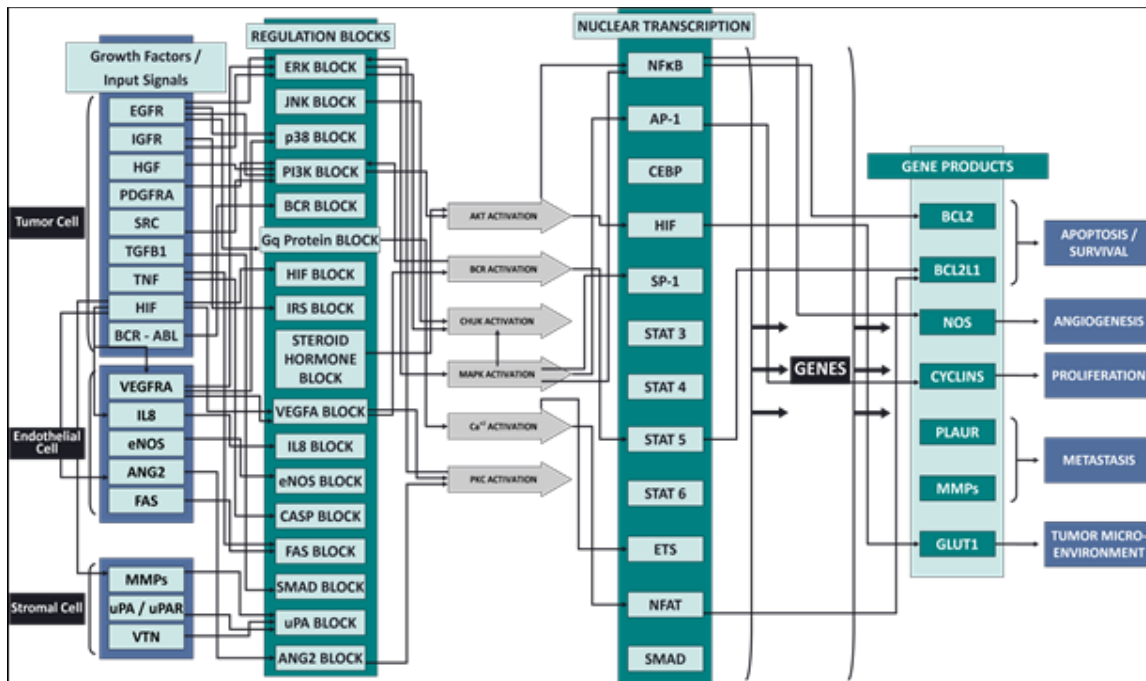 Growth Factors /
Input Signals
Tumor Cell
EGFR
IGFR
HGF
PDGFRA
SRC
TGFB1
TNF
HIF
BCR - ABL
Endothelial
Cell
VEGFRA
IL8
eNOS
ANG2
FAS
Stromal Cell
MMPs
uPA / uPAR
VTN
REGULATION BLOCKS
ERK BLOCK
JNK BLOCK
p38 BLOCK
PI3K BLOCK
BCR BLOCK
Gq Protein BLOCK
HIF BLOCK
IRS BLOCK
STEROID
HORMONE
BLOCK
VEGFA BLOCK
IL8 BLOCK
eNOS BLOCK
CASP BLOCK
FAS BLOCK
SMAD BLOCK
uPA BLOCK
ANG2 BLOCK
AKT ACTIVATION
BCR ACTIVATION
CHUK ACTIVATION
MAPK ACTIVATION
Ca⁺² ACTIVATION
PKC ACTIVATION
NUCLEAR TRANSCRIPTION
NFκB
AP-1
CEBP
HIF
SP-1
STAT 3
STAT 4
STAT 5
STAT 6
ETS
NFAT
SMAD
GENES
GENE PRODUCTS
BCL2
BCL2L1
NOS
CYCLINS
PLAUR
MMPs
GLUT1
APOPTOSIS /
SURVIVAL
ANGIOGENESIS
PROLIFERATION
METASTASIS
TUMOR MICRO-
ENVIRONMENT